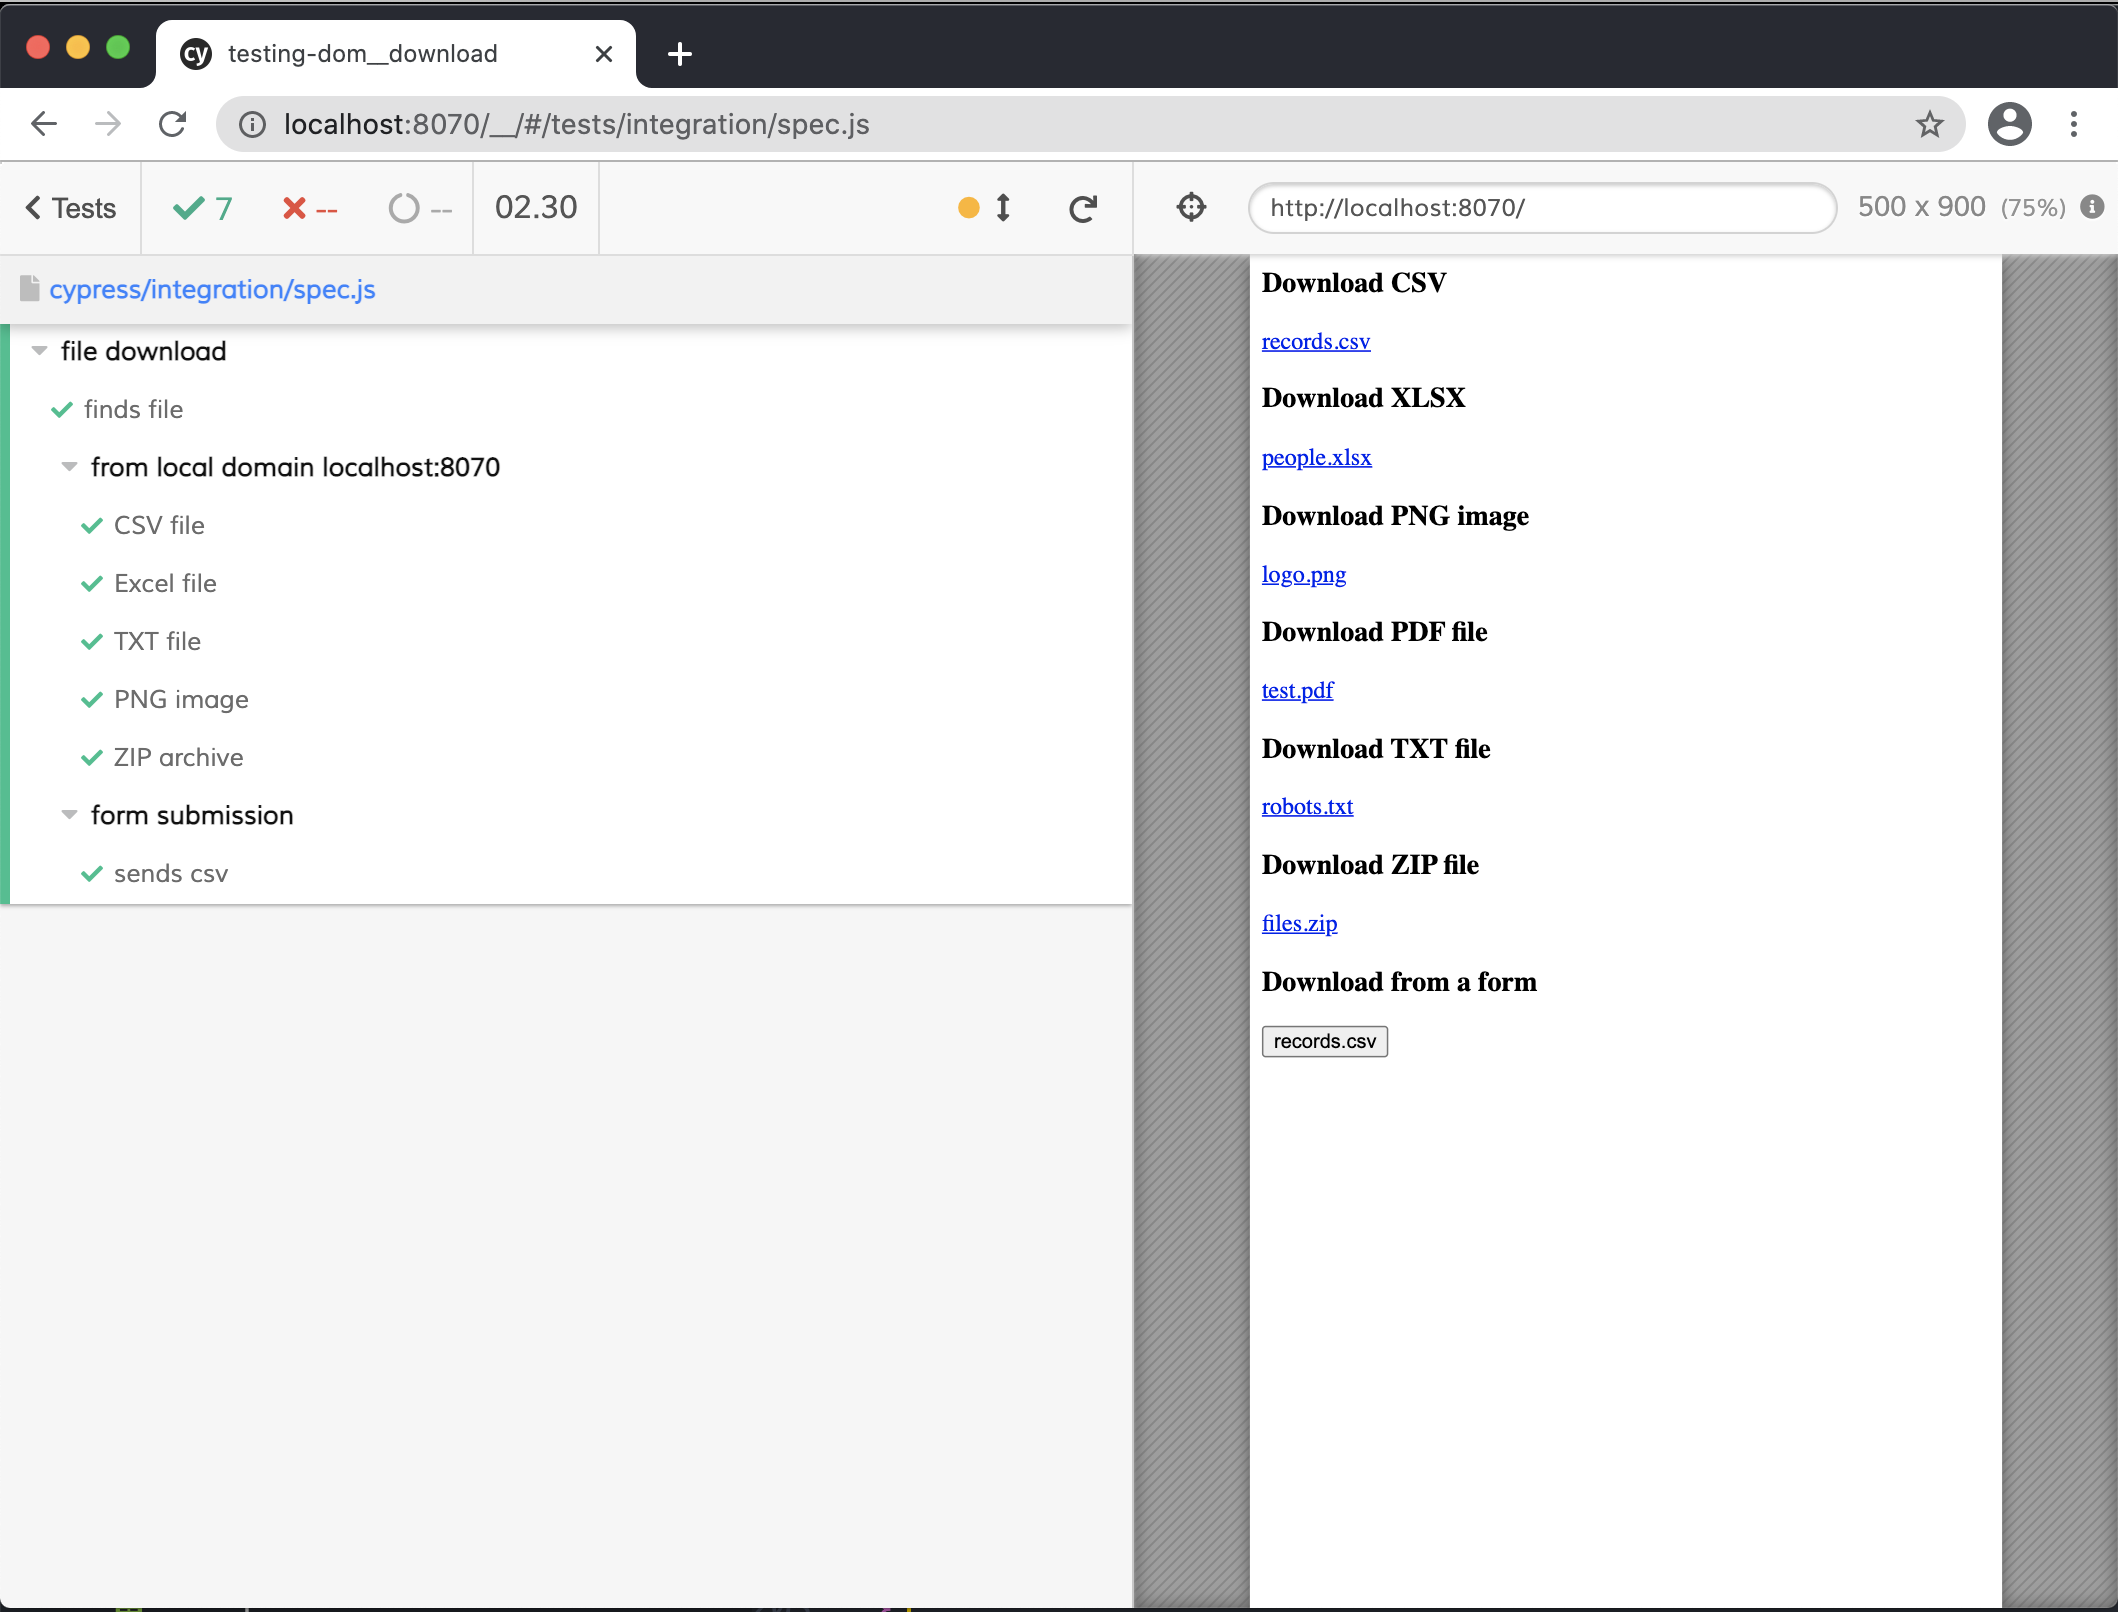 cy testing-dom__download
localhost:8070/__/#/tests/integration/spec.js
Tests 7 -- -- 02.30
http://localhost:8070/ 500 x 900 (75%)
cypress/integration/spec.js
file download
finds file
from local domain localhost:8070
CSV file
Excel file
TXT file
PNG image
ZIP archive
form submission
sends csv
Download CSV
records.csv
Download XLSX
people.xlsx
Download PNG image
logo.png
Download PDF file
test.pdf
Download TXT file
robots.txt
Download ZIP file
files.zip
Download from a form
records.csv